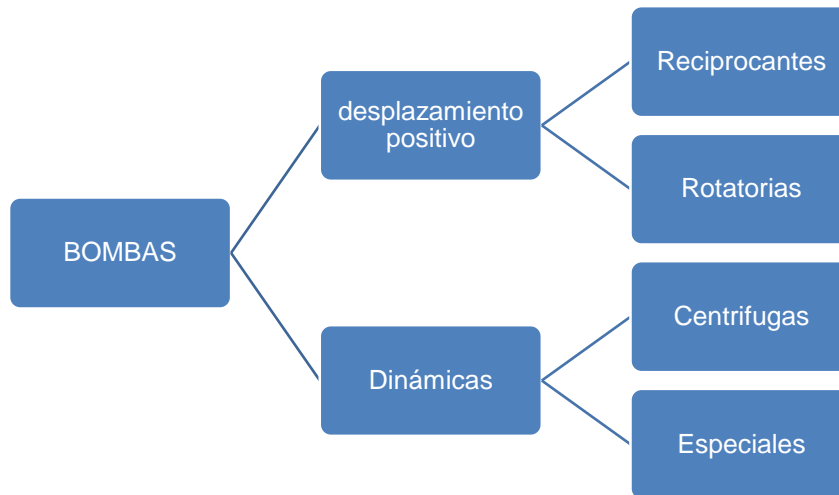 BOMBAS
desplazamiento
positivo
Reciprocantes
Rotatorias
Dinámicas
Centrifugas
Especiales